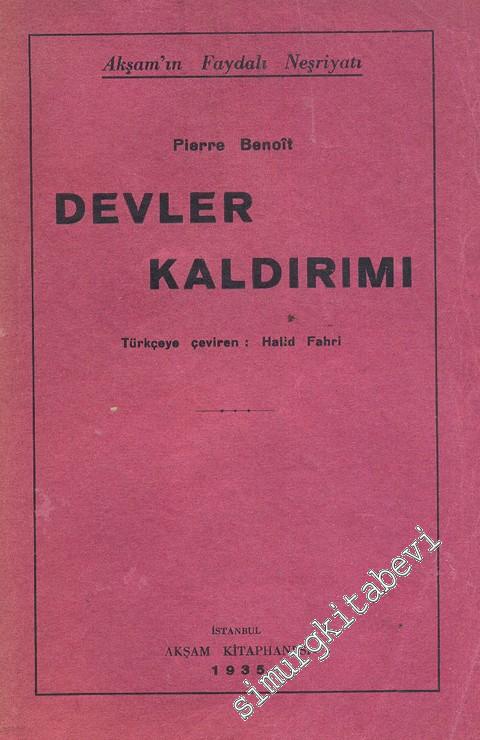 Akşam'ın Faydalı Neşriyatı
Pierre Benoît
DEVLER
KALDIRIMI
Türkçeye çeviren : Halid Fahri
İSTANBUL
AKŞAM KİTAPHANESİ
1935
simurgkitabevi